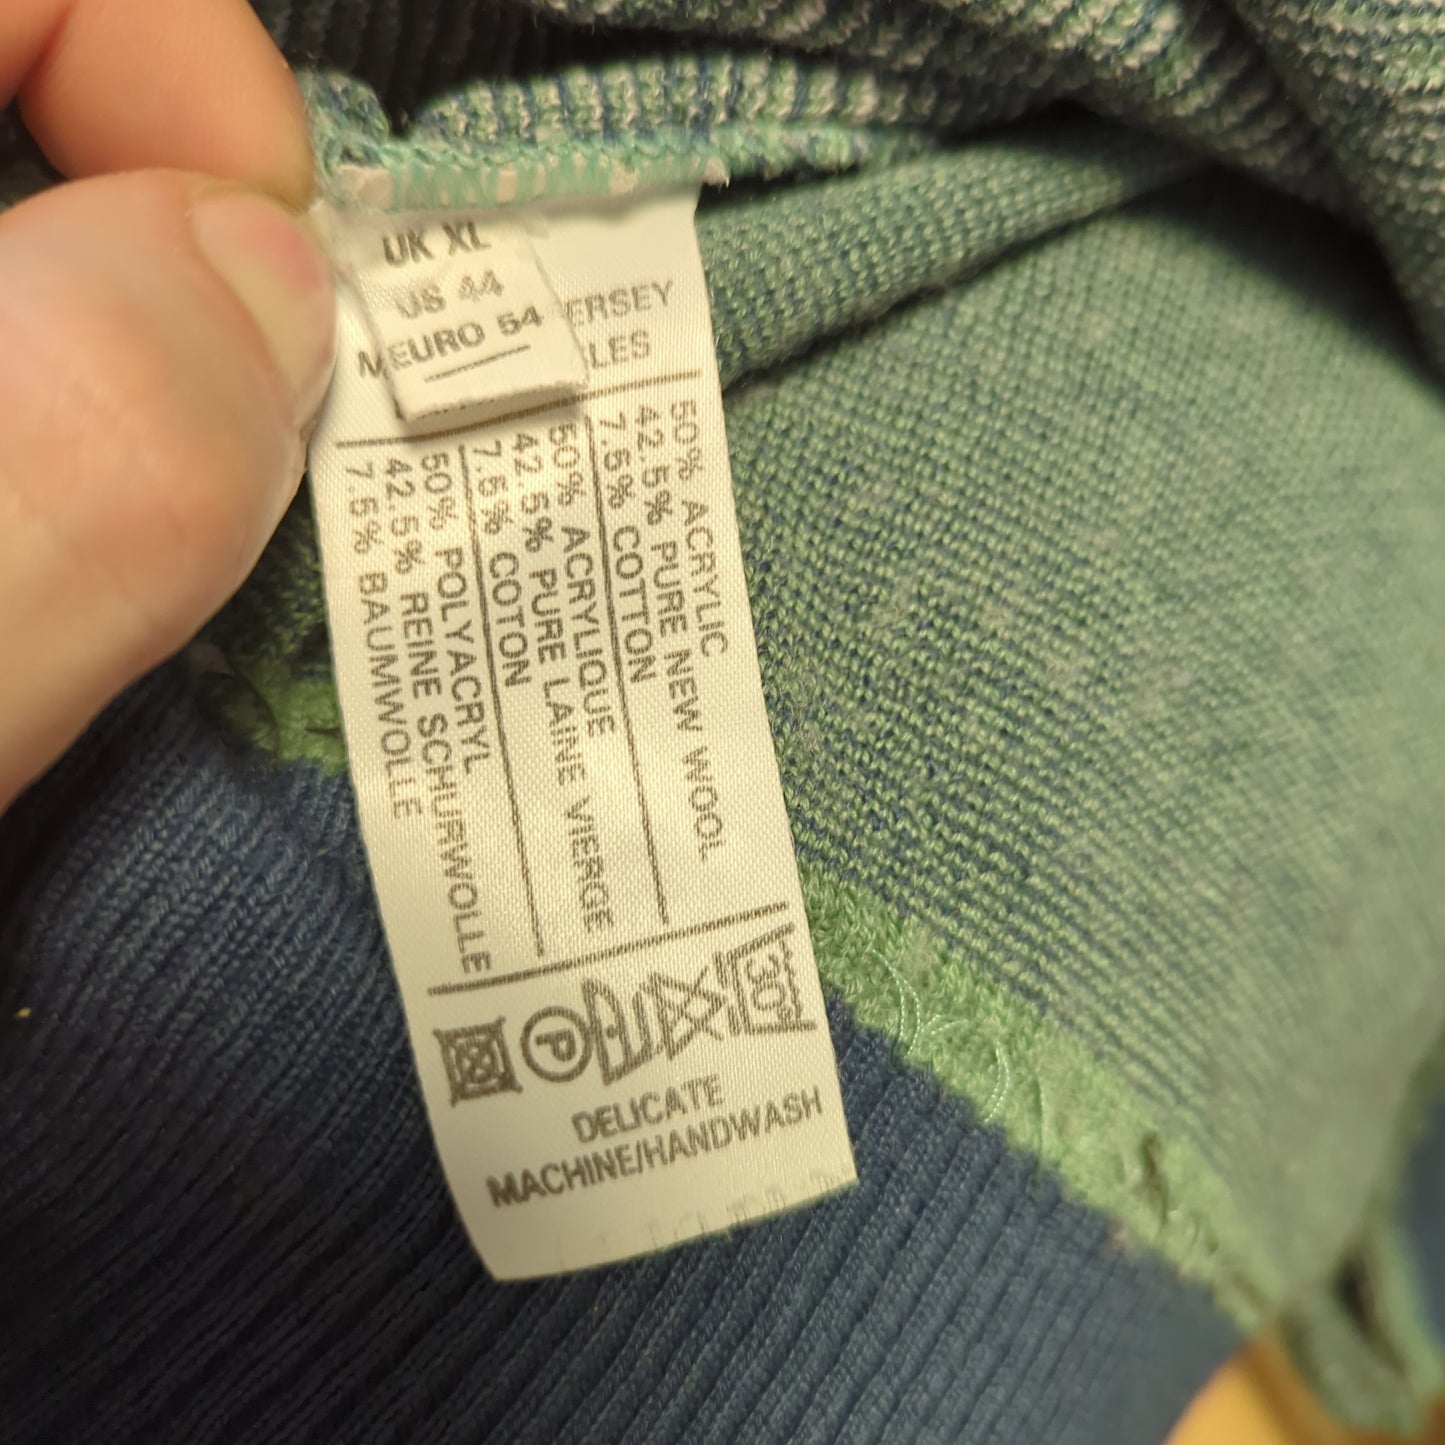 UK XL
US 44
EURO 54
ERSEY
LES
50% ACRYLIC
42.5% PURE NEW WOOL
7.5% COTTON
50% ACRYLIQUE
42.5% PURE LAINE VIERGE
7.5% COTON
50% POLYACRYL
42.5% REINE SCHURWOLLE
7.5% BAUMWOLLE
30°
P
DELICATE
MACHINE/HANDWASH